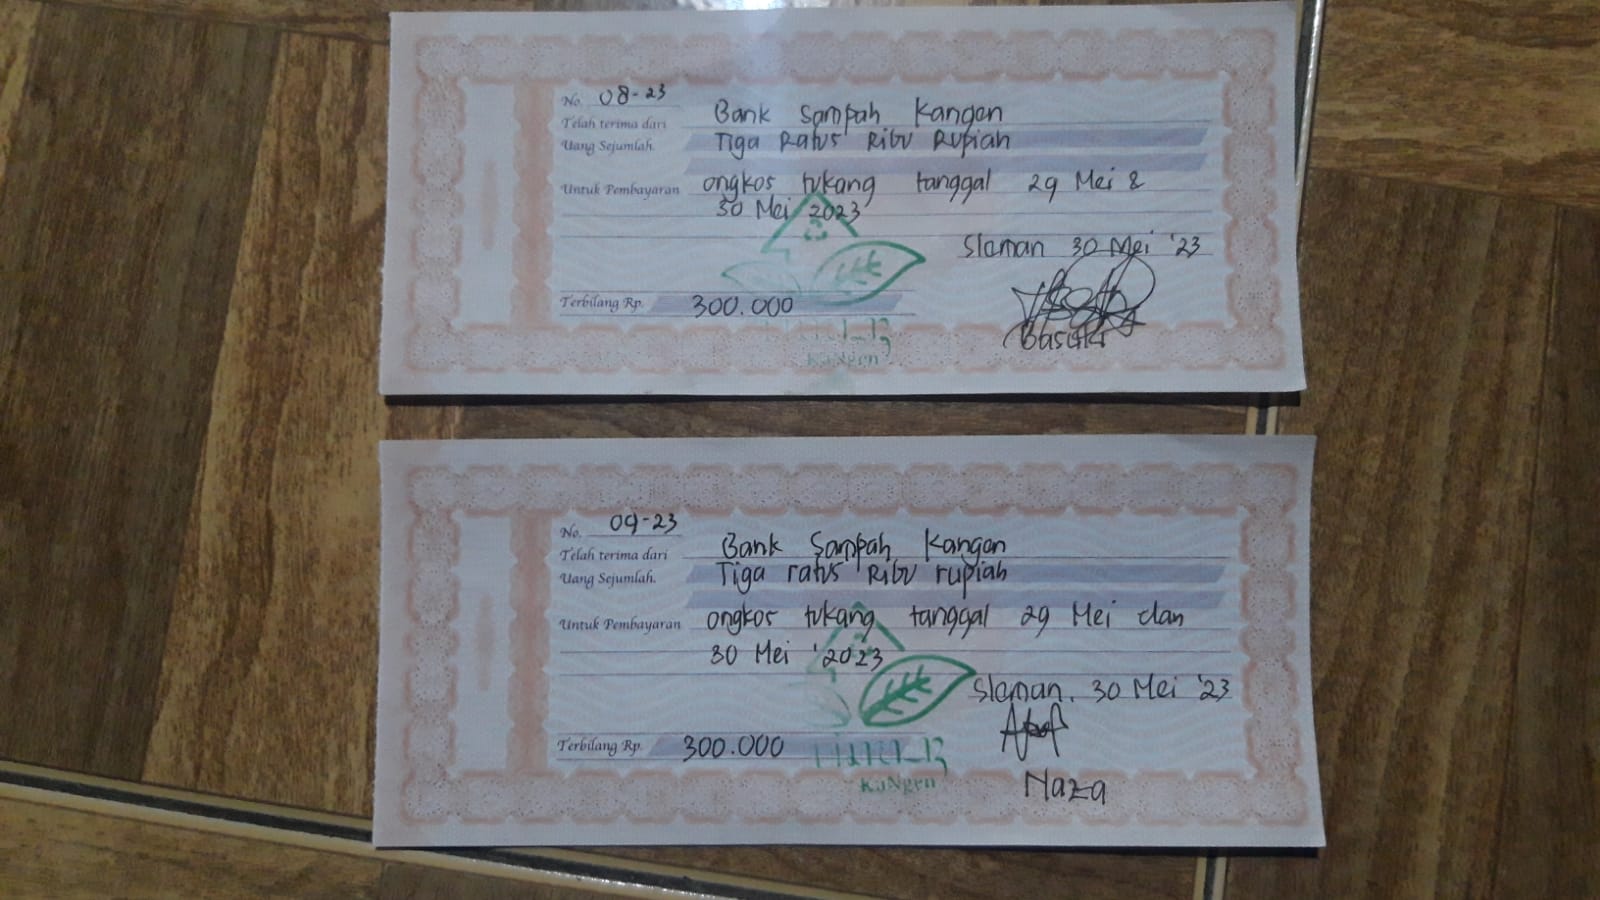 No. 08-23
Telah terima dari Bank Sampah Kangen
Uang Sejumlah. Tiga Ratus Ribu Rupiah
Untuk Pembayaran ongkos tukang tanggal 29 Mei &
30 Mei 2023
Sleman 30 Mei '23
Terbilang Rp. 300.000
Basuki
KaNgen
No. 09-23
Telah terima dari Bank Sampah Kangen
Uang Sejumlah. Tiga ratus Ribu rupiah
Untuk Pembayaran ongkos tukang tanggal 29 Mei dan
30 Mei '2023
Sleman, 30 Mei '23
Terbilang Rp. 300.000
KaNgen
Naza